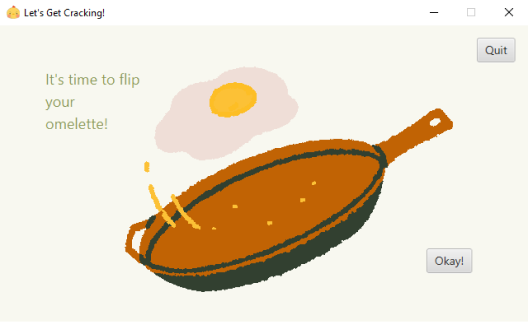 Let's Get Cracking!
Quit
It's time to flip
your
omelette!
Okay!